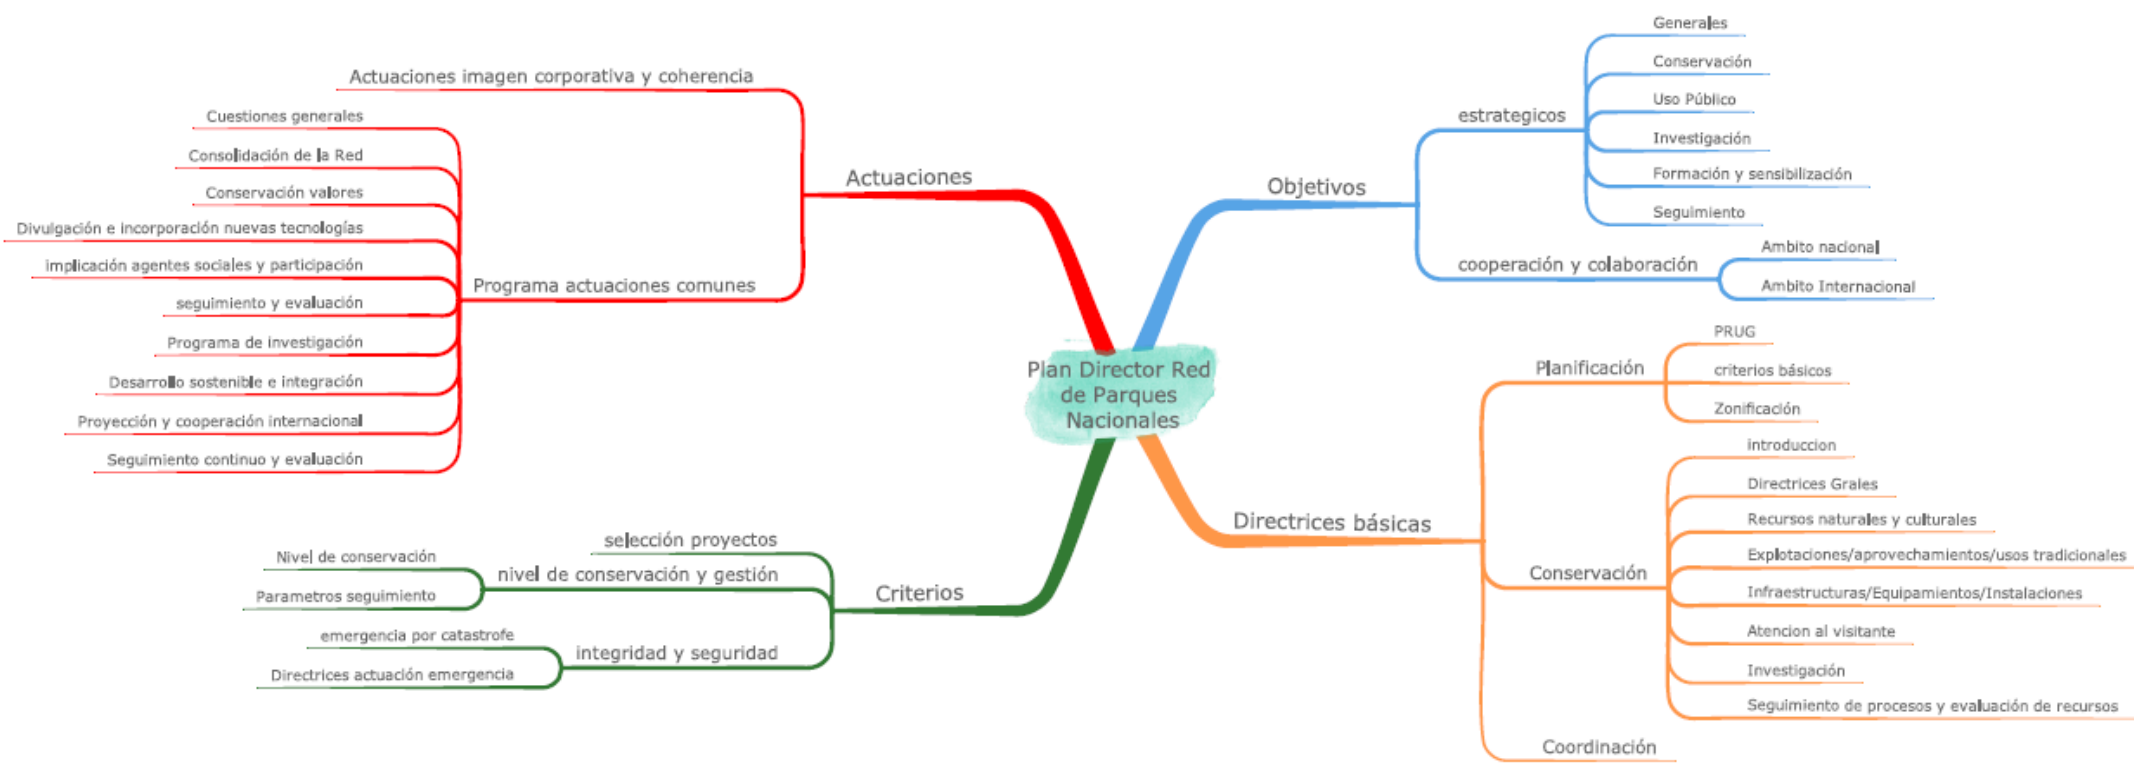 Plan Director Red
de Parques
Nacionales
Actuaciones
Actuaciones imagen corporativa y coherencia
Programa actuaciones comunes
Cuestiones generales
Consolidación de la Red
Conservación valores
Divulgación e incorporación nuevas tecnologías
implicación agentes sociales y participación
seguimiento y evaluación
Programa de investigación
Desarrollo sostenible e integración
Proyección y cooperación internacional
Seguimiento continuo y evaluación
Objetivos
estrategicos
Generales
Conservación
Uso Público
Investigación
Formación y sensibilización
Seguimiento
cooperación y colaboración
Ambito nacional
Ambito Internacional
Directrices básicas
Planificación
PRUG
criterios básicos
Zonificación
Conservación
introduccion
Directrices Grales
Recursos naturales y culturales
Explotaciones/aprovechamientos/usos tradicionales
Infraestructuras/Equipamientos/Instalaciones
Atencion al visitante
Investigación
Seguimiento de procesos y evaluación de recursos
Coordinación
Criterios
selección proyectos
nivel de conservación y gestión
Nivel de conservación
Parametros seguimiento
integridad y seguridad
emergencia por catastrofe
Directrices actuación emergencia